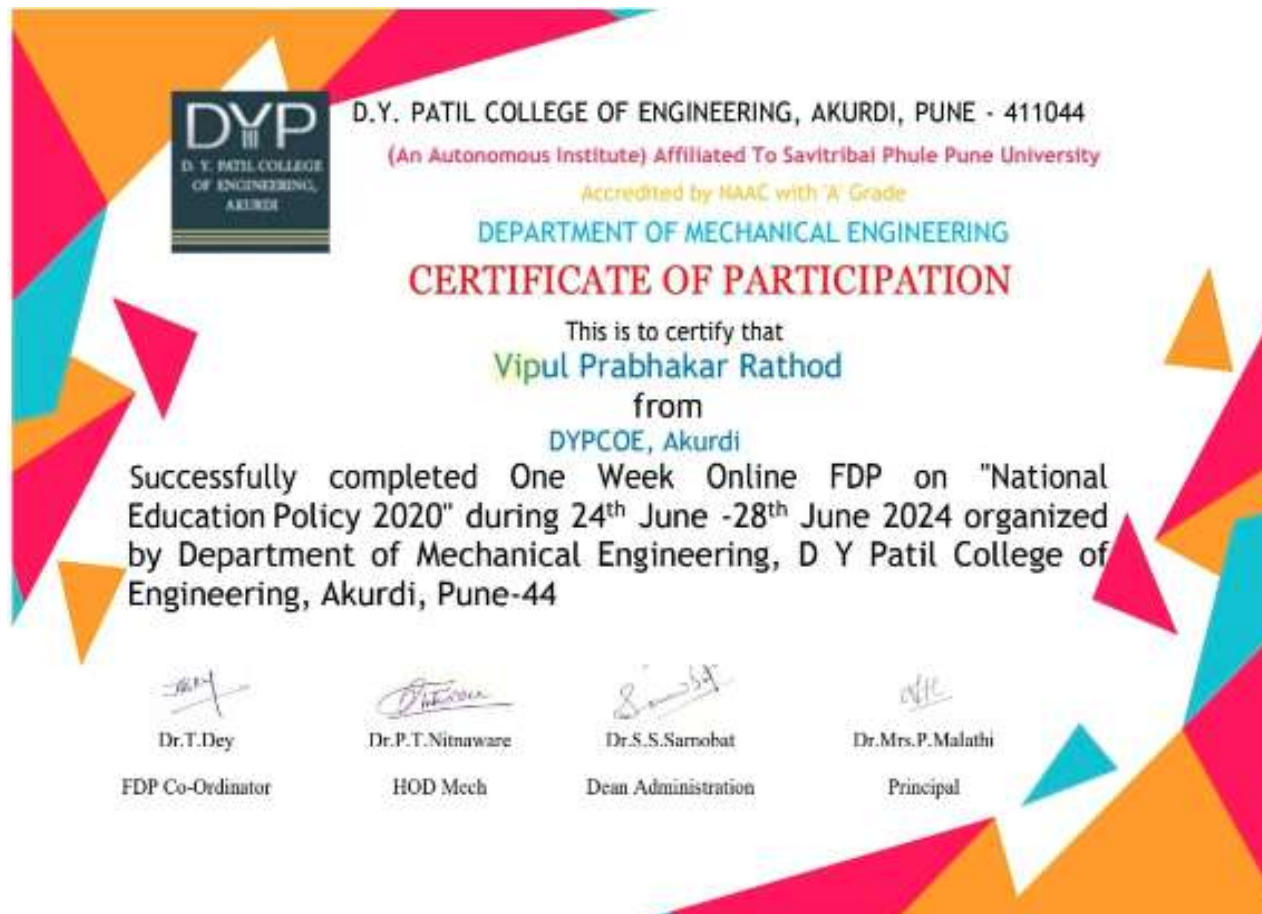 DYP
D. Y. PATIL COLLEGE
OF ENGINEERING,
AKURDI
D.Y. PATIL COLLEGE OF ENGINEERING, AKURDI, PUNE - 411044
(An Autonomous Institute) Affiliated To Savitribai Phule Pune University
Accredited by NAAC with 'A' Grade
DEPARTMENT OF MECHANICAL ENGINEERING
CERTIFICATE OF PARTICIPATION
This is to certify that
Vipul Prabhakar Rathod
from
DYPCOE, Akurdi
Successfully completed One Week Online FDP on "National
Education Policy 2020" during 24th June -28th June 2024 organized
by Department of Mechanical Engineering, D Y Patil College of
Engineering, Akurdi, Pune-44
Dr.T.Dey Dr.P.T.Nitnaware Dr.S.S.Sarnobat Dr.Mrs.P.Malathi
FDP Co-Ordinator HOD Mech Dean Administration Principal